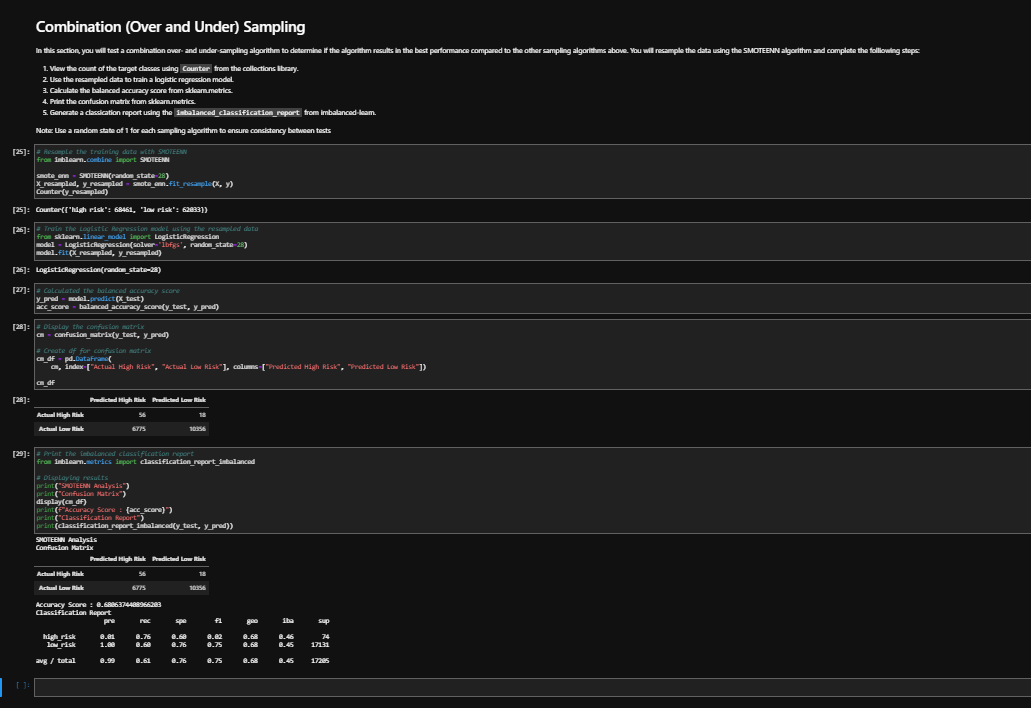 Combination (Over and Under) Sampling
In this section, you will test a combination over- and under-sampling algorithm to determine if the algorithm results in the best performance compared to the other sampling algorithms above. You will resample the data using the SMOTEENN algorithm and complete the folliowing steps:
1. View the count of the target classes using Counter from the collections library.
2. Use the resampled data to train a logistic regression model.
3. Calculate the balanced accuracy score from sklearn.metrics.
4. Print the confusion matrix from sklearn.metrics.
5. Generate a classication report using the imbalanced_classification_report from imbalanced-learn.
Note: Use a random state of 1 for each sampling algorithm to ensure consistency between tests
[25]: # Resample the training data with SMOTEENN
from imblearn.combine import SMOTEENN
smote_enn = SMOTEENN(random_state=28)
X_resampled, y_resampled = smote_enn.fit_resample(X, y)
Counter(y_resampled)
[25]: Counter({'high_risk': 68461, 'low_risk': 62033})
[26]: # Train the Logistic Regression model using the resampled data
from sklearn.linear_model import LogisticRegression
model = LogisticRegression(solver='lbfgs', random_state=28)
model.fit(X_resampled, y_resampled)
[26]: LogisticRegression(random_state=28)
[27]: # Calculated the balanced accuracy score
y_pred = model.predict(X_test)
acc_score = balanced_accuracy_score(y_test, y_pred)
[28]: # Display the confusion matrix
cm = confusion_matrix(y_test, y_pred)
# Create df for confusion matrix
cm_df = pd.DataFrame(
cm, index=["Actual High Risk", "Actual Low Risk"], columns=["Predicted High Risk", "Predicted Low Risk"])
cm_df
[28]: Predicted High Risk Predicted Low Risk
Actual High Risk 56 18
Actual Low Risk 6775 10356
[29]: # Print the imbalanced classification report
from imblearn.metrics import classification_report_imbalanced
# Displaying results
print("SMOTEENN Analysis")
print("Confusion Matrix")
display(cm_df)
print(f"Accuracy Score : {acc_score}")
print("Classification Report")
print(classification_report_imbalanced(y_test, y_pred))
SMOTEENN Analysis
Confusion Matrix
Predicted High Risk Predicted Low Risk
Actual High Risk 56 18
Actual Low Risk 6775 10356
Accuracy Score : 0.6806374408966203
Classification Report
pre rec spe f1 geo iba sup
high_risk 0.01 0.76 0.60 0.02 0.68 0.46 74
low_risk 1.00 0.60 0.76 0.75 0.68 0.45 17131
avg / total 0.99 0.61 0.76 0.75 0.68 0.45 17205
[ ]: